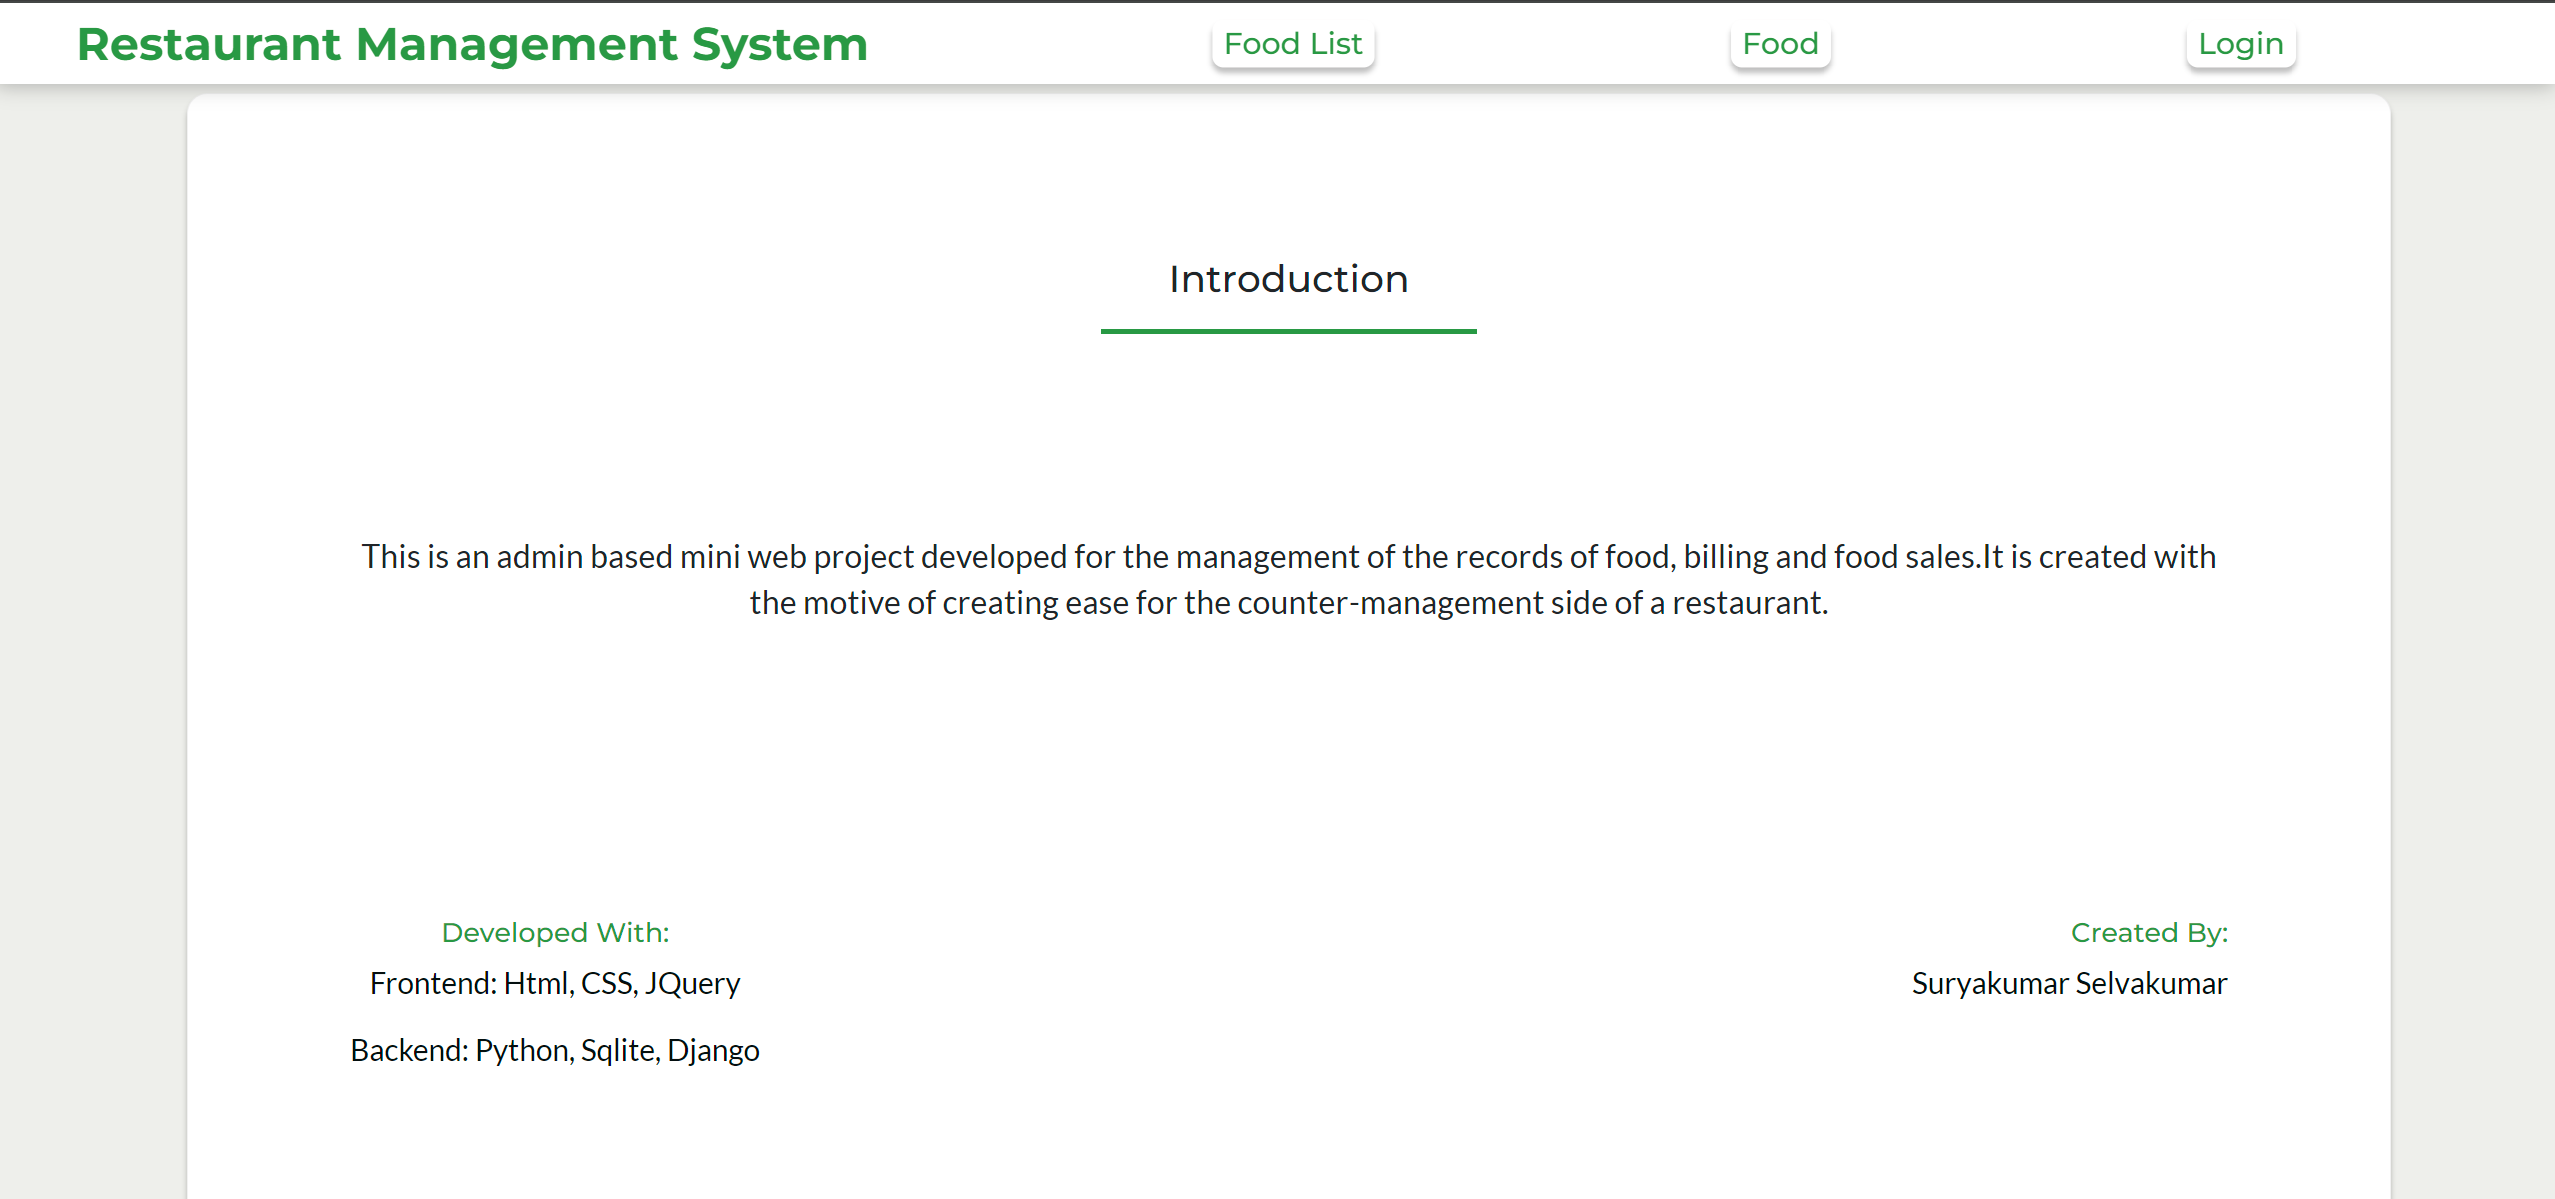 Restaurant Management System
Food List
Food
Login
Introduction
This is an admin based mini web project developed for the management of the records of food, billing and food sales.It is created with
the motive of creating ease for the counter-management side of a restaurant.
Developed With:
Frontend: Html, CSS, JQuery
Backend: Python, Sqlite, Django
Created By:
Suryakumar Selvakumar